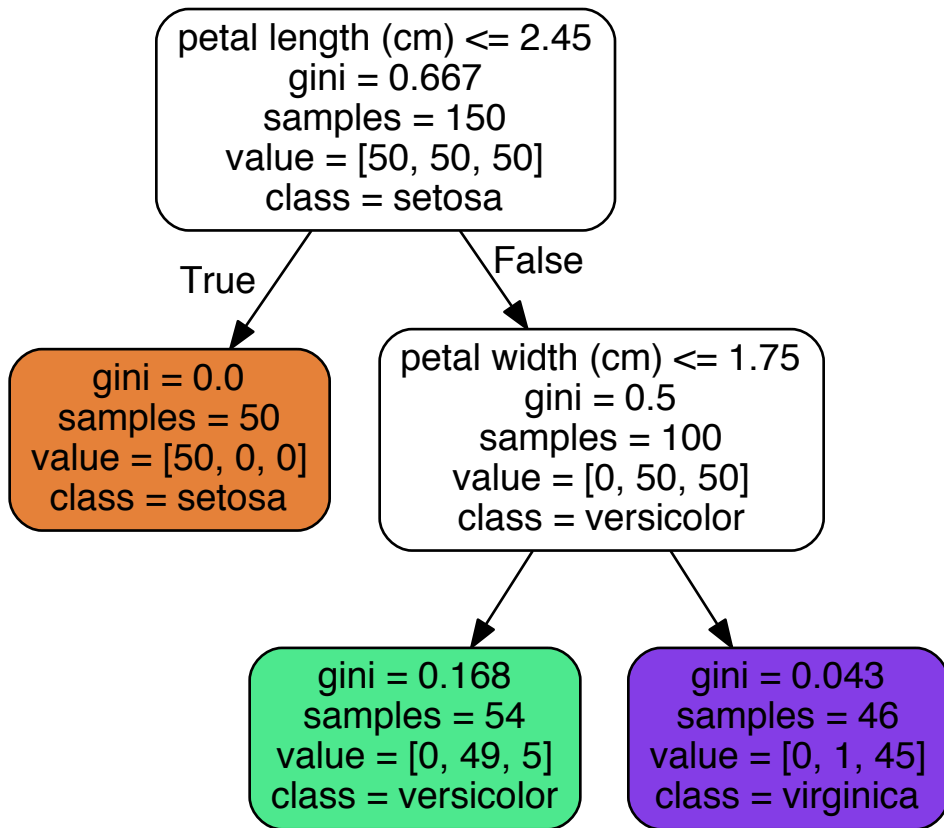 petal length (cm) <= 2.45
gini = 0.667
samples = 150
value = [50, 50, 50]
class = setosa
True
False
gini = 0.0
samples = 50
value = [50, 0, 0]
class = setosa
petal width (cm) <= 1.75
gini = 0.5
samples = 100
value = [0, 50, 50]
class = versicolor
gini = 0.168
samples = 54
value = [0, 49, 5]
class = versicolor
gini = 0.043
samples = 46
value = [0, 1, 45]
class = virginica